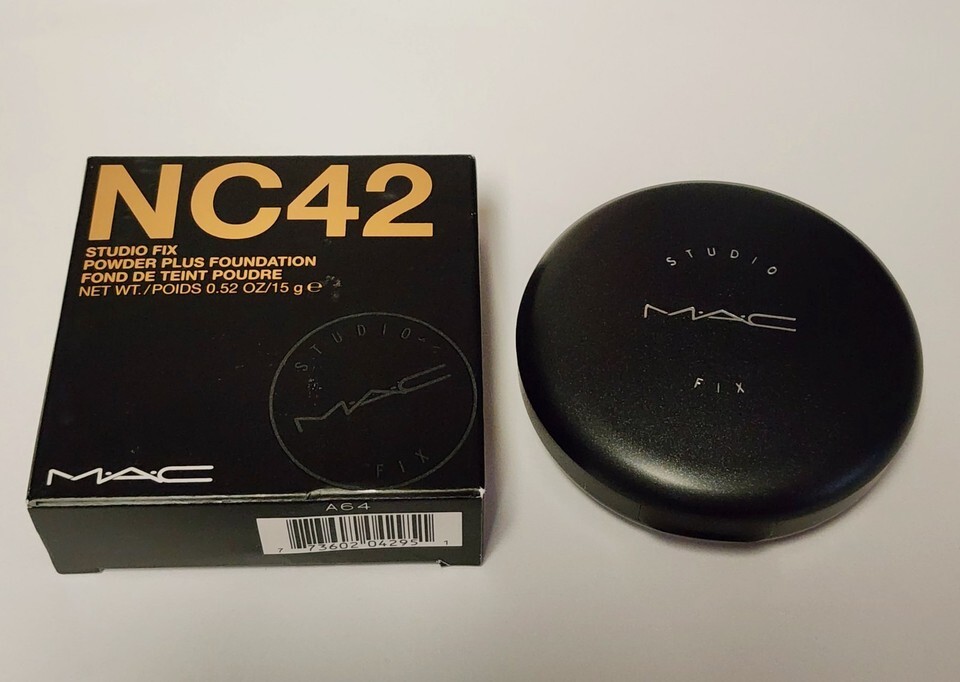 NC42
STUDIO FIX
POWDER PLUS FOUNDATION
FOND DE TEINT POUDRE
NET WT./POIDS 0.52 OZ/15 g ℮
STUDIO
M·A·C
FIX
M·A·C
A64
7 73602 04295 1
STUDIO
M·A·C
FIX